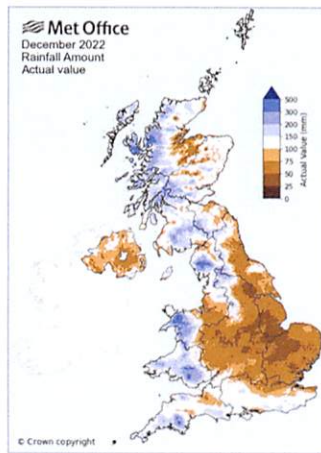 Met Office
December 2022
Rainfall Amount
Actual value
500
300
200
150
100
75
50
25
0
Actual Value (mm)
© Crown copyright